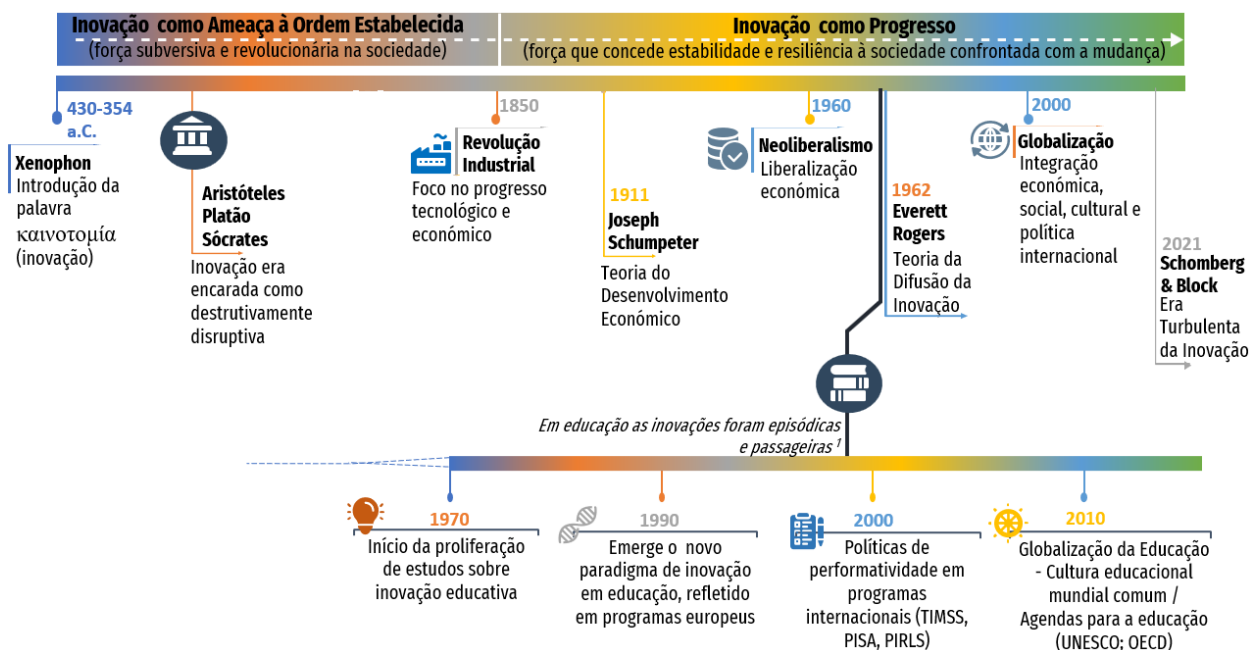 Inovação como Ameaça à Ordem Estabelecida
(força subversiva e revolucionária na sociedade)
Inovação como Progresso
(força que concede estabilidade e resiliência à sociedade confrontada com a mudança)
430-354
a.C.
Xenophon
Introdução da
palavra
καινοτομία
(inovação)
Aristóteles
Platão
Sócrates
Inovação era
encarada como
destrutivamente
disruptiva
1850
Revolução
Industrial
Foco no progresso
tecnológico e
económico
1911
Joseph
Schumpeter
Teoria do
Desenvolvimento
Económico
1960
Neoliberalismo
Liberalização
económica
1962
Everett
Rogers
Teoria da
Difusão da
Inovação
2000
Globalização
Integração
económica,
social, cultural e
política
internacional
2021
Schomberg
& Block
Era
Turbulenta
da Inovação
Em educação as inovações foram episódicas
e passageiras ¹
1970
Início da proliferação
de estudos sobre
inovação educativa
1990
Emerge o novo
paradigma de inovação
em educação, refletido
em programas europeus
2000
Políticas de
performatividade em
programas
internacionais (TIMSS,
PISA, PIRLS)
2010
Globalização da Educação
- Cultura educacional
mundial comum /
Agendas para a educação
(UNESCO; OECD)